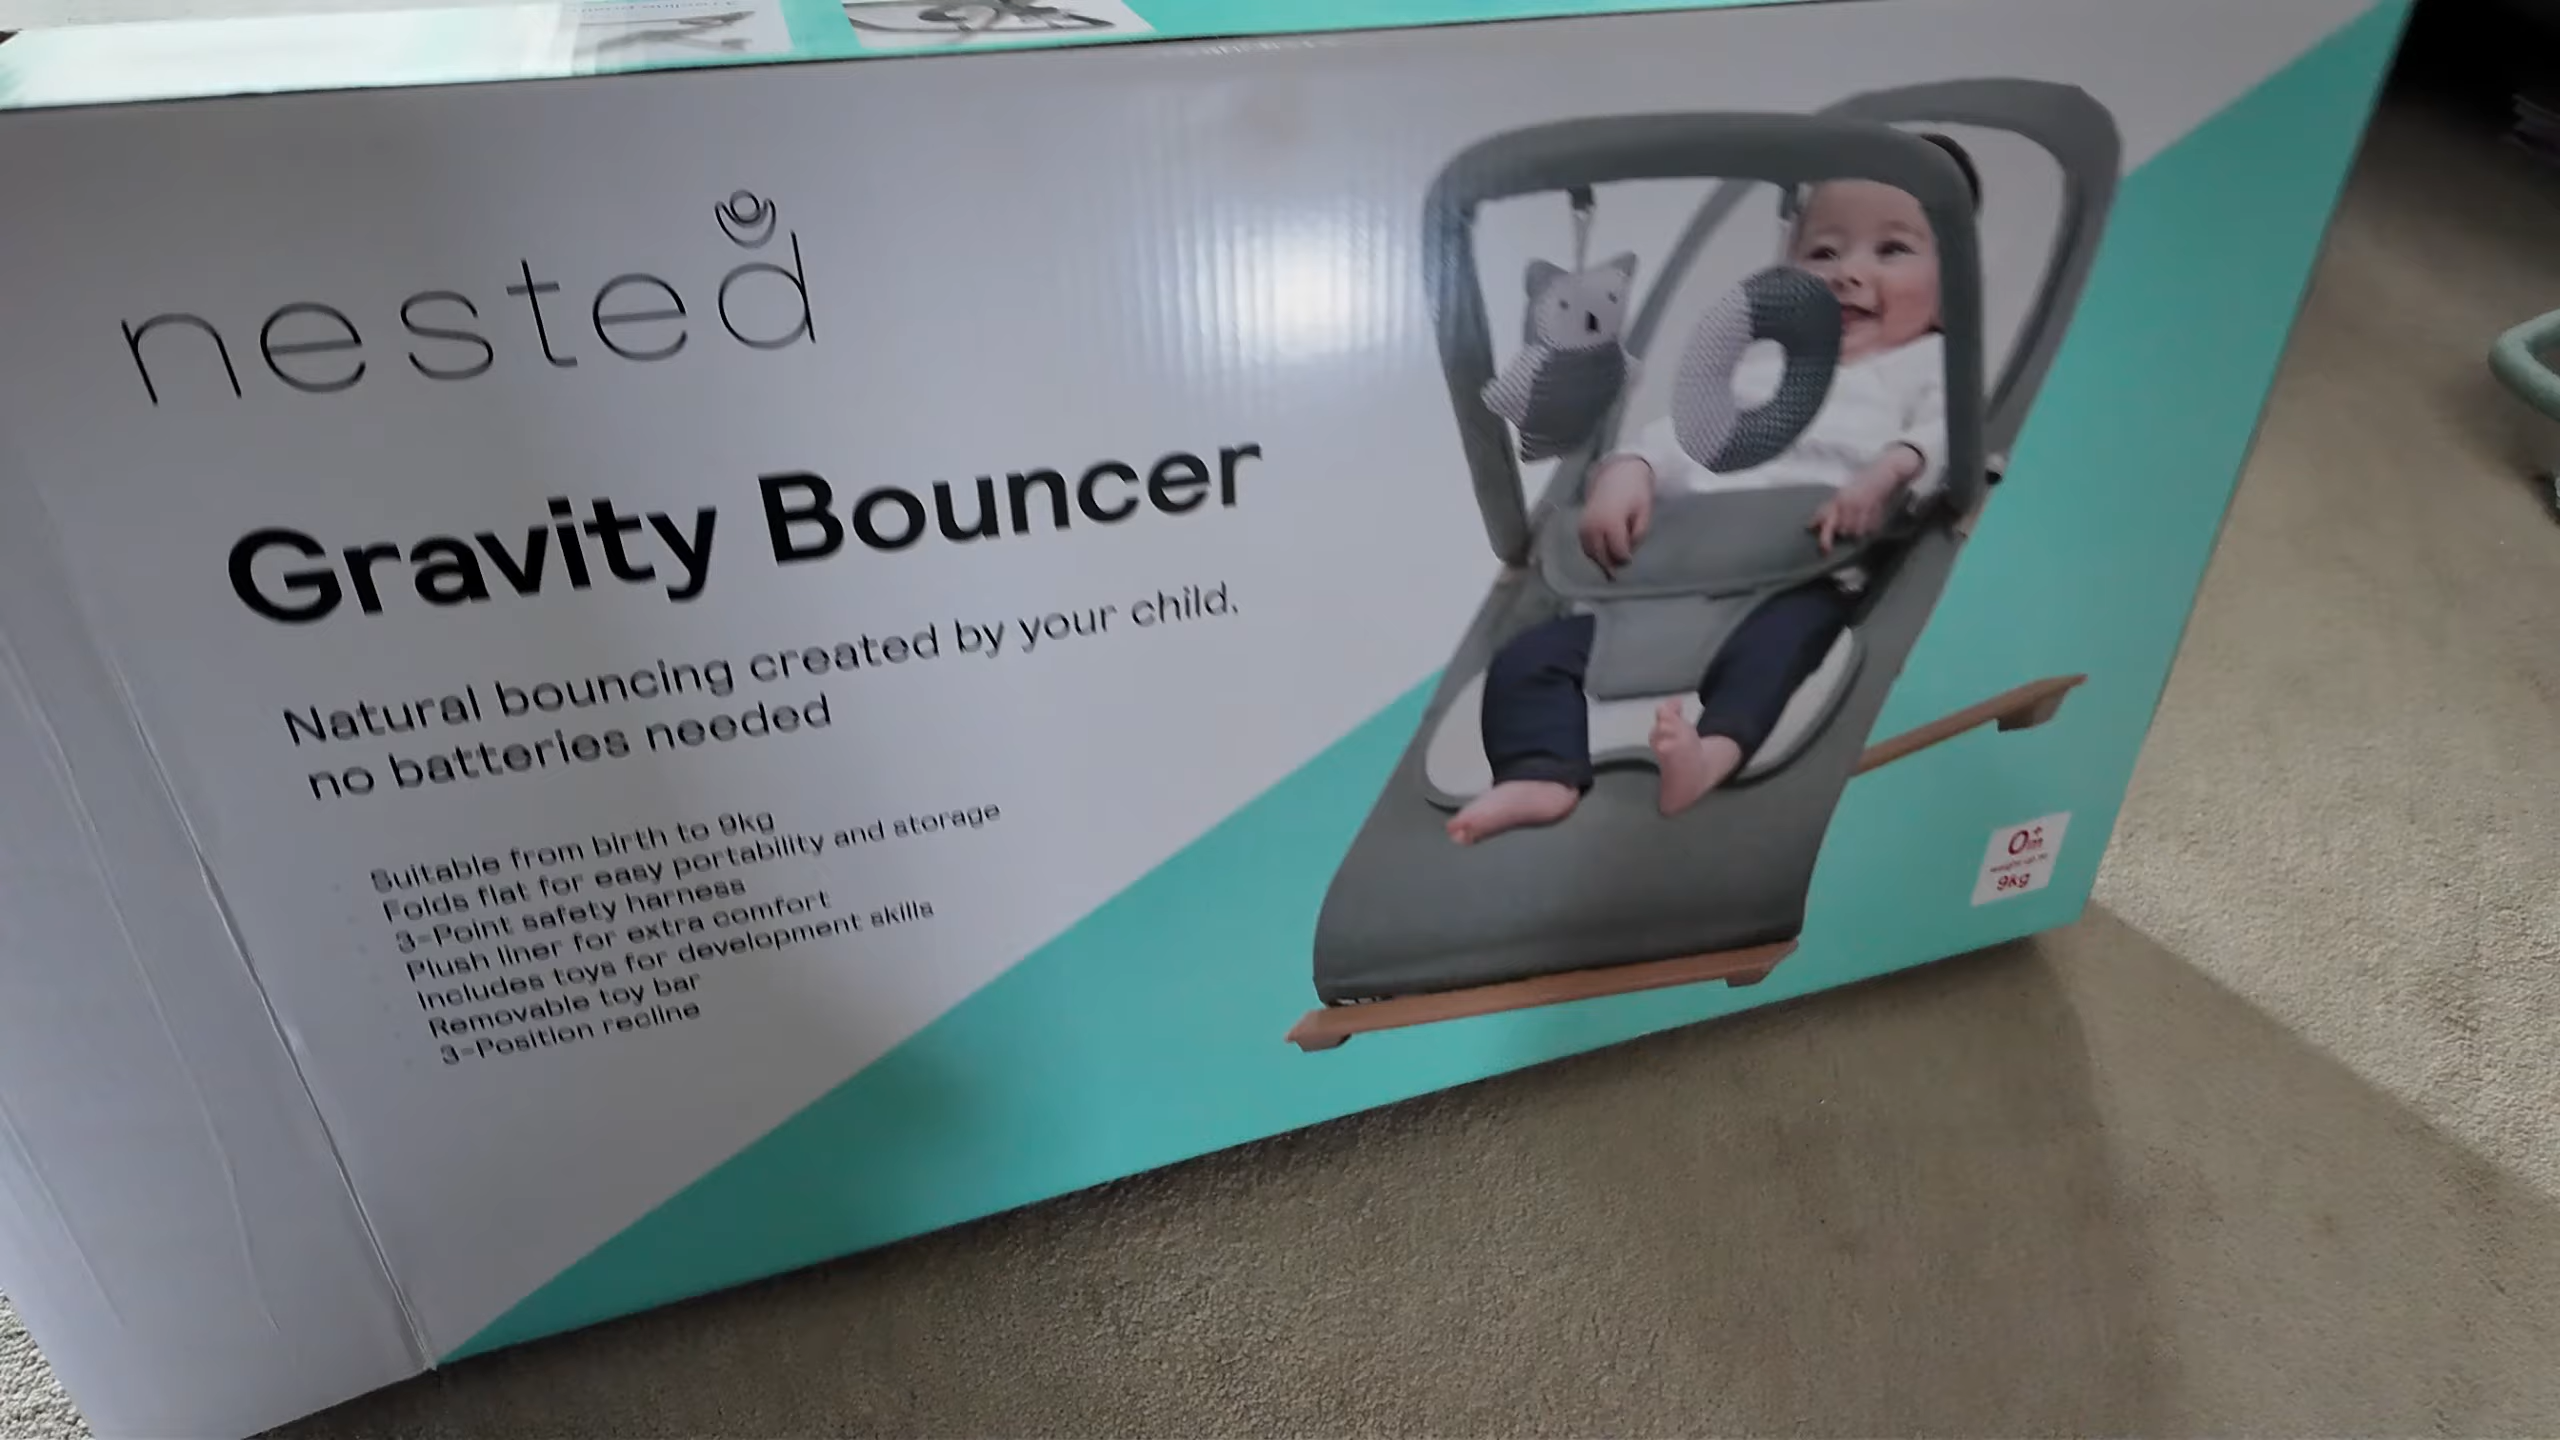 nested
Gravity Bouncer
Natural bouncing created by your child,
no batteries needed
Suitable from birth to 9kg
Folds flat for easy portability and storage
3-Point safety harness
Plush liner for extra comfort
Includes toys for development skills
Removable toy bar
3-Position recline
0+m
9kg